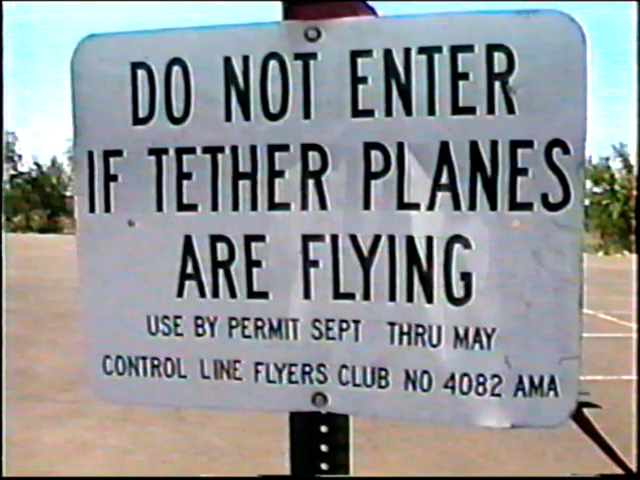 DO NOT ENTER
IF TETHER PLANES
ARE FLYING
USE BY PERMIT SEPT THRU MAY
CONTROL LINE FLYERS CLUB NO 4082 AMA